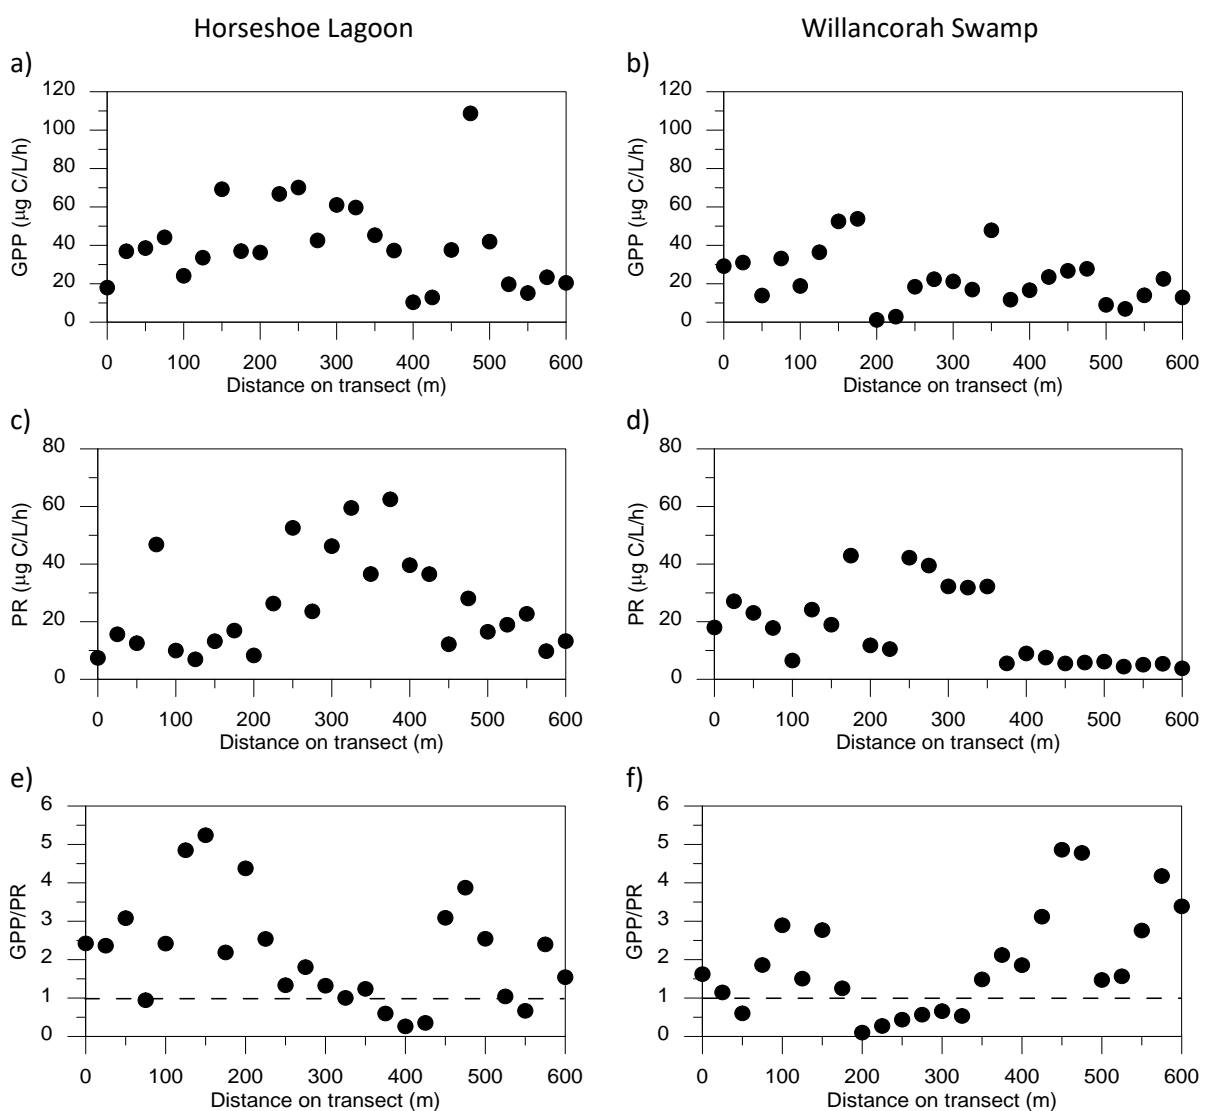 Horseshoe Lagoon
Willancorah Swamp
a)
120
100
80
60
40
20
0
GPP (µg C/L/h)
0 100 200 300 400 500 600
Distance on transect (m)
b)
120
100
80
60
40
20
0
GPP (µg C/L/h)
0 100 200 300 400 500 600
Distance on transect (m)
c)
80
60
40
20
0
PR (µg C/L/h)
0 100 200 300 400 500 600
Distance on transect (m)
d)
80
60
40
20
0
PR (µg C/L/h)
0 100 200 300 400 500 600
Distance on transect (m)
e)
6
5
4
3
2
1
0
GPP/PR
0 100 200 300 400 500 600
Distance on transect (m)
f)
6
5
4
3
2
1
0
GPP/PR
0 100 200 300 400 500 600
Distance on transect (m)